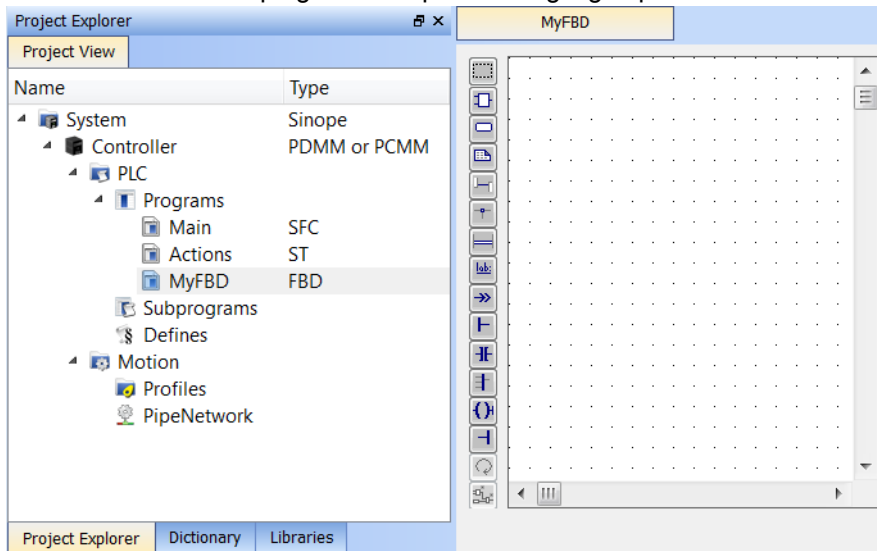 Project Explorer
MyFBD
Project View
Name Type
System Sinope
Controller PDMM or PCMM
PLC
Programs
Main SFC
Actions ST
MyFBD FBD
Subprograms
Defines
Motion
Profiles
PipeNetwork
lab:
Project Explorer Dictionary Libraries